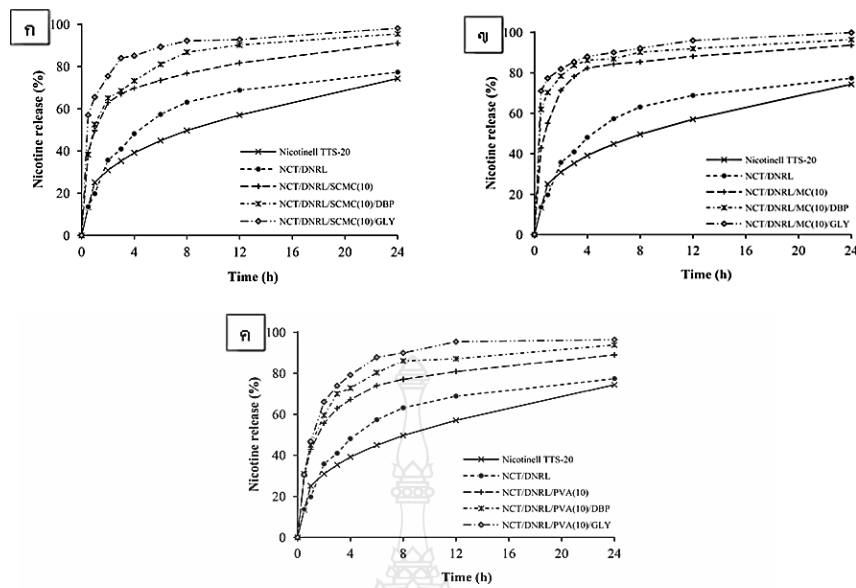 ก
100
80
60
40
20
0
Nicotine release (%)
Nicotinell TTS-20
NCT/DNRL
NCT/DNRL/SCMC(10)
NCT/DNRL/SCMC(10)/DBP
NCT/DNRL/SCMC(10)/GLY
0 4 8 12 16 20 24
Time (h)
ข
100
80
60
40
20
0
Nicotine release (%)
Nicotinell TTS-20
NCT/DNRL
NCT/DNRL/MC(10)
NCT/DNRL/MC(10)/DBP
NCT/DNRL/MC(10)/GLY
0 4 8 12 16 20 24
Time (h)
ค
100
80
60
40
20
0
Nicotine release (%)
Nicotinell TTS-20
NCT/DNRL
NCT/DNRL/PVA(10)
NCT/DNRL/PVA(10)/DBP
NCT/DNRL/PVA(10)/GLY
0 4 8 12 16 20 24
Time (h)